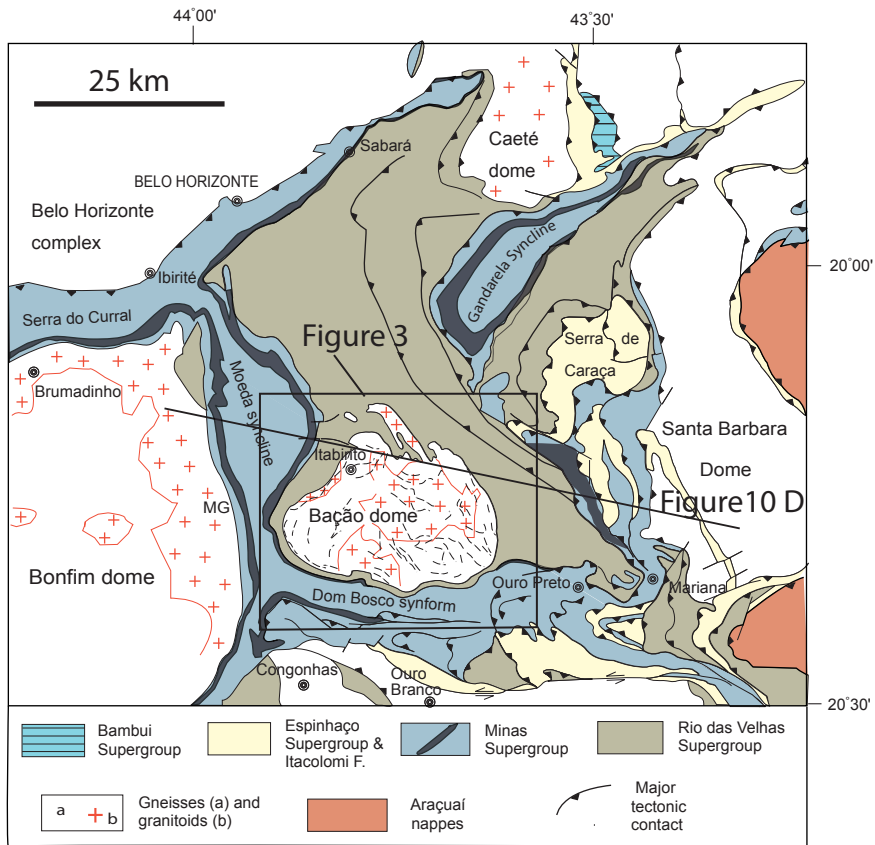 44°00'
43°30'
25 km
Caeté
dome
Sabará
BELO HORIZONTE
Belo Horizonte
complex
Gandarela Syncline
20°00'
Ibirité
Serra do Curral
Figure 3
Serra de
Caraça
Brumadinho
Moeda syncline
Santa Barbara
Dome
Itabirito
MG
Figure10 D
Bação dome
Bonfim dome
Ouro Preto
Mariana
Dom Bosco synform
Congonhas
Ouro
Branco
20°30'
Bambui
Supergroup
Espinhaço
Supergroup &
Itacolomi F.
Minas
Supergroup
Rio das Velhas
Supergroup
a
b
Gneisses (a) and
granitoids (b)
Araçuaí
nappes
Major
tectonic
contact